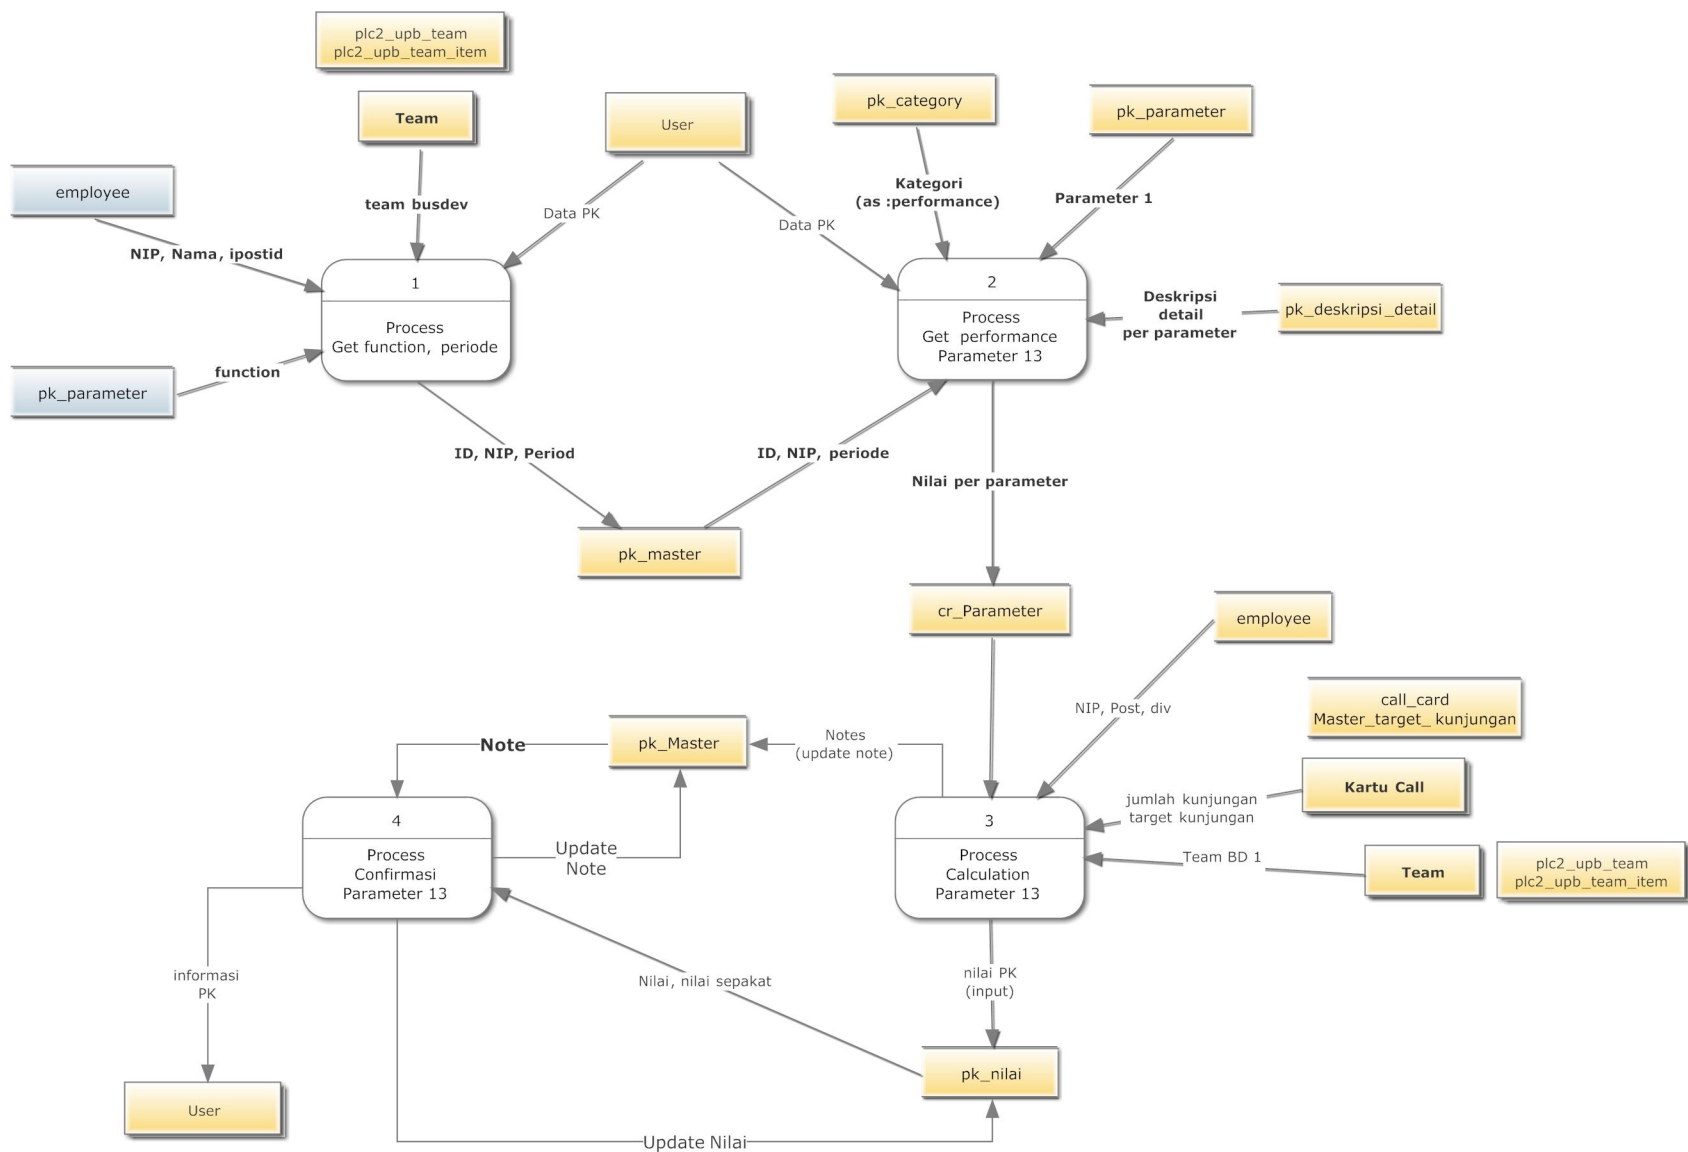 plc2_upb_team
plc2_upb_team_item
Team
User
pk_category
pk_parameter
employee
team busdev
Data PK
Data PK
Kategori
(as :performance)
Parameter 1
NIP, Nama, ipostid
1
Process
Get function, periode
2
Process
Get performance
Parameter 13
Deskripsi
detail
per parameter
pk_deskripsi_detail
pk_parameter
function
ID, NIP, Period
ID, NIP, periode
Nilai per parameter
pk_master
cr_Parameter
employee
NIP, Post, div
call_card
Master_target_ kunjungan
Note
pk_Master
Notes
(update note)
Kartu Call
jumlah kunjungan
target kunjungan
4
Process
Confirmasi
Parameter 13
Update
Note
3
Process
Calculation
Parameter 13
Team BD 1
Team
plc2_upb_team
plc2_upb_team_item
informasi
PK
Nilai, nilai sepakat
nilai PK
(input)
pk_nilai
User
Update Nilai